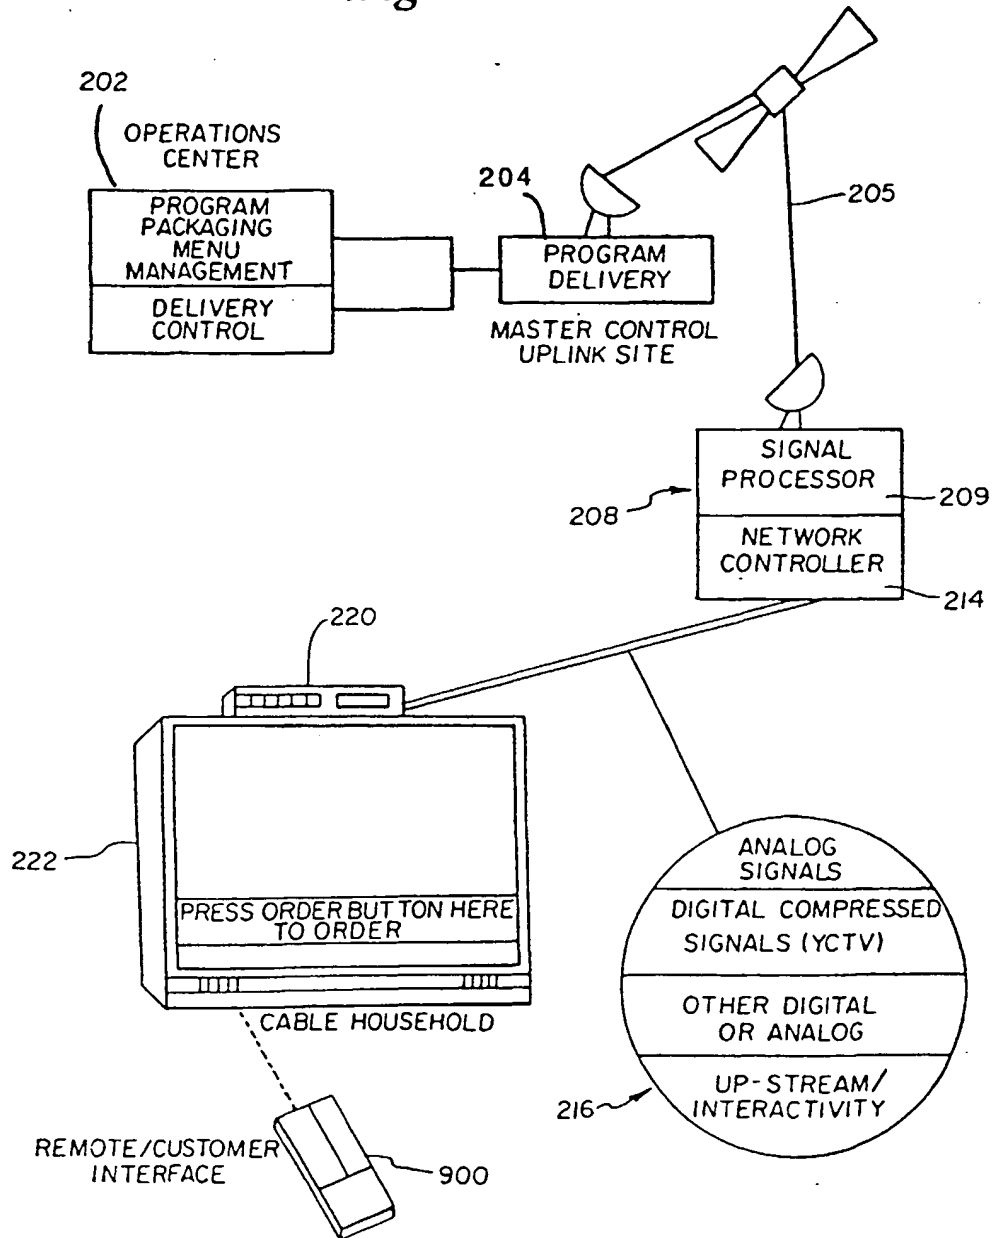 202
OPERATIONS
CENTER
PROGRAM
PACKAGING
MENU
MANAGEMENT
DELIVERY
CONTROL
204
PROGRAM
DELIVERY
MASTER CONTROL
UPLINK SITE
205
SIGNAL
PROCESSOR
209
208
NETWORK
CONTROLLER
214
220
222
PRESS ORDER BUTTON HERE
TO ORDER
CABLE HOUSEHOLD
REMOTE/CUSTOMER
INTERFACE
900
ANALOG
SIGNALS
DIGITAL COMPRESSED
SIGNALS (YCTV)
OTHER DIGITAL
OR ANALOG
UP-STREAM/
INTERACTIVITY
216